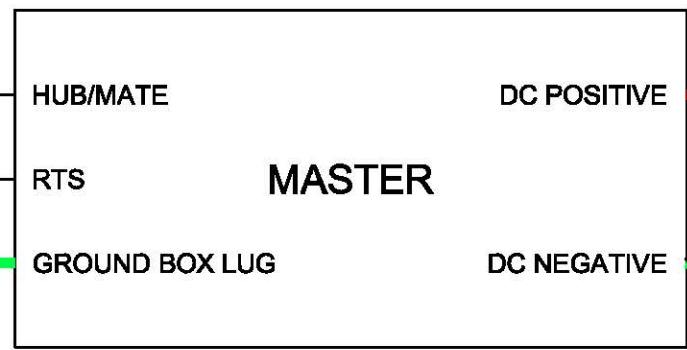 HUB/MATE
DC POSITIVE
RTS
MASTER
GROUND BOX LUG
DC NEGATIVE